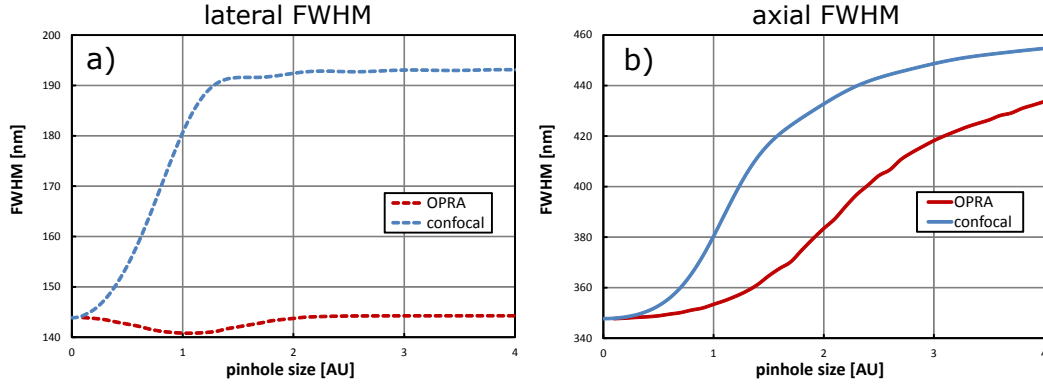 lateral FWHM
a)
FWHM [nm]
200
190
180
170
160
150
140
0
1
2
3
4
pinhole size [AU]
OPRA
confocal
axial FWHM
b)
FWHM [nm]
460
440
420
400
380
360
340
0
1
2
3
4
pinhole size [AU]
OPRA
confocal